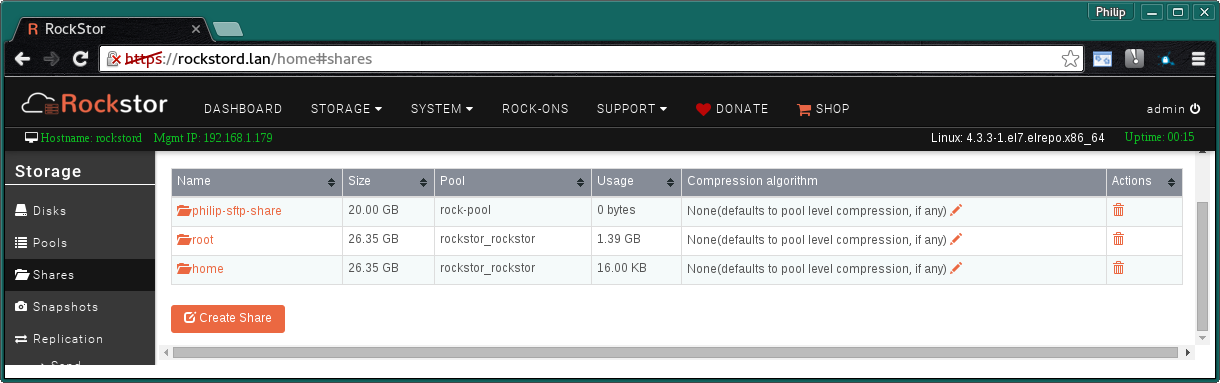 Philip
R RockStor
https://rockstord.lan/home#shares
Rockstor DASHBOARD STORAGE SYSTEM ROCK-ONS SUPPORT DONATE SHOP admin
Hostname: rockstord Mgmt IP: 192.168.1.179 Linux: 4.3.3-1.el7.elrepo.x86_64 Uptime: 00:15
Storage
Disks
Pools
Shares
Snapshots
Replication
Send
Name Size Pool Usage Compression algorithm Actions
philip-sftp-share 20.00 GB rock-pool 0 bytes None(defaults to pool level compression, if any)
root 26.35 GB rockstor_rockstor 1.39 GB None(defaults to pool level compression, if any)
home 26.35 GB rockstor_rockstor 16.00 KB None(defaults to pool level compression, if any)
Create Share